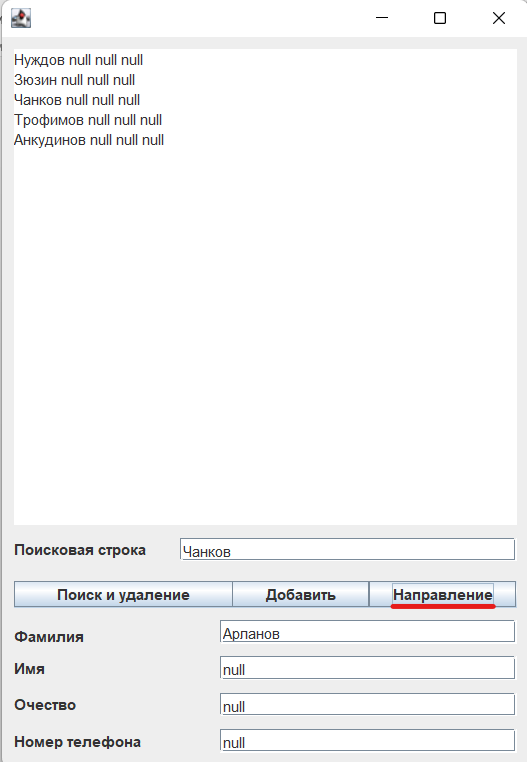 Нуждов null null null
Зюзин null null null
Чанков null null null
Трофимов null null null
Анкудинов null null null
Поисковая строка Чанков
Поиск и удаление Добавить Направление
Фамилия Арланов
Имя null
Очество null
Номер телефона null